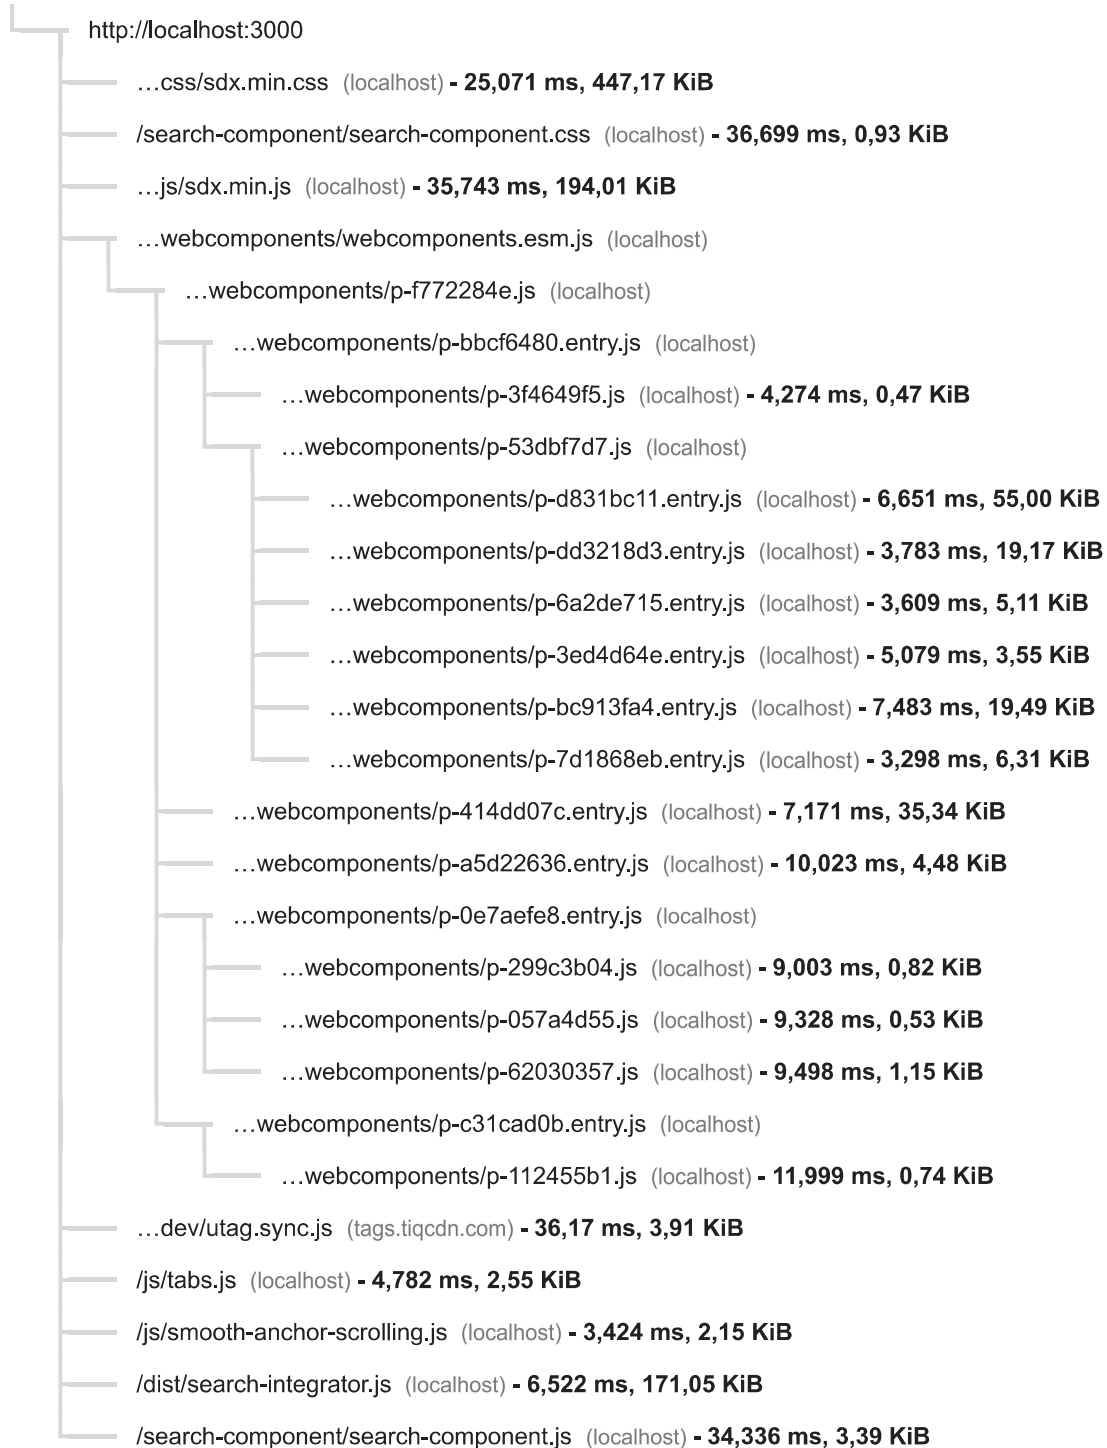 http://localhost:3000
…css/sdx.min.css (localhost) - 25,071 ms, 447,17 KiB
/search-component/search-component.css (localhost) - 36,699 ms, 0,93 KiB
…js/sdx.min.js (localhost) - 35,743 ms, 194,01 KiB
…webcomponents/webcomponents.esm.js (localhost)
…webcomponents/p-f772284e.js (localhost)
…webcomponents/p-bbcf6480.entry.js (localhost)
…webcomponents/p-3f4649f5.js (localhost) - 4,274 ms, 0,47 KiB
…webcomponents/p-53dbf7d7.js (localhost)
…webcomponents/p-d831bc11.entry.js (localhost) - 6,651 ms, 55,00 KiB
…webcomponents/p-dd3218d3.entry.js (localhost) - 3,783 ms, 19,17 KiB
…webcomponents/p-6a2de715.entry.js (localhost) - 3,609 ms, 5,11 KiB
…webcomponents/p-3ed4d64e.entry.js (localhost) - 5,079 ms, 3,55 KiB
…webcomponents/p-bc913fa4.entry.js (localhost) - 7,483 ms, 19,49 KiB
…webcomponents/p-7d1868eb.entry.js (localhost) - 3,298 ms, 6,31 KiB
…webcomponents/p-414dd07c.entry.js (localhost) - 7,171 ms, 35,34 KiB
…webcomponents/p-a5d22636.entry.js (localhost) - 10,023 ms, 4,48 KiB
…webcomponents/p-0e7aefe8.entry.js (localhost)
…webcomponents/p-299c3b04.js (localhost) - 9,003 ms, 0,82 KiB
…webcomponents/p-057a4d55.js (localhost) - 9,328 ms, 0,53 KiB
…webcomponents/p-62030357.js (localhost) - 9,498 ms, 1,15 KiB
…webcomponents/p-c31cad0b.entry.js (localhost)
…webcomponents/p-112455b1.js (localhost) - 11,999 ms, 0,74 KiB
…dev/utag.sync.js (tags.tiqcdn.com) - 36,17 ms, 3,91 KiB
/js/tabs.js (localhost) - 4,782 ms, 2,55 KiB
/js/smooth-anchor-scrolling.js (localhost) - 3,424 ms, 2,15 KiB
/dist/search-integrator.js (localhost) - 6,522 ms, 171,05 KiB
/search-component/search-component.js (localhost) - 34,336 ms, 3,39 KiB